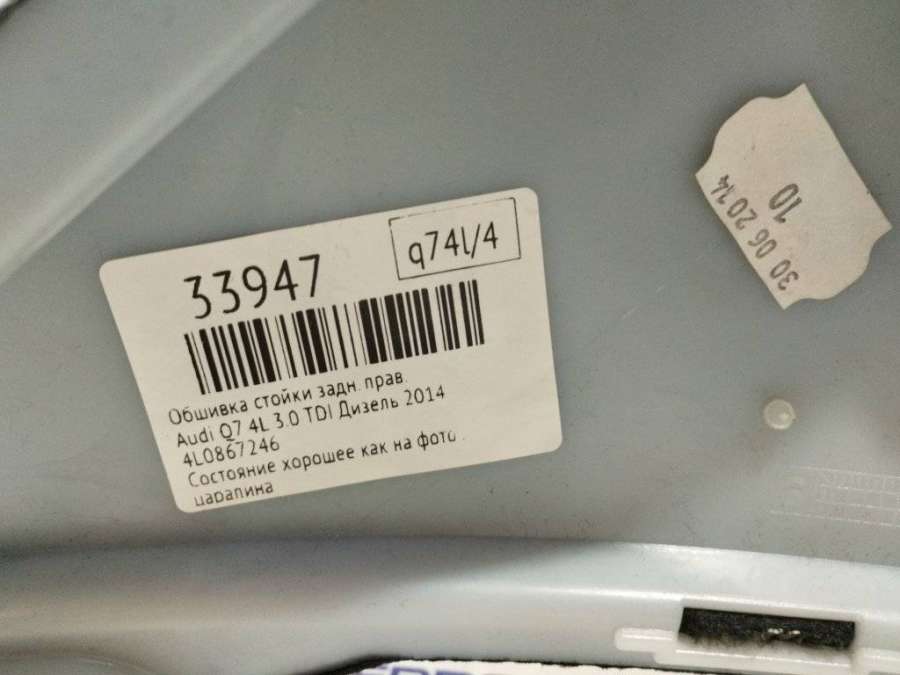 33947
q74l/4
Обшивка стойки задн. прав.
Audi Q7 4L 3.0 TDI Дизель 2014
4L0867246
Состояние хорошее как на фото .
царапина
30 06 2014
10